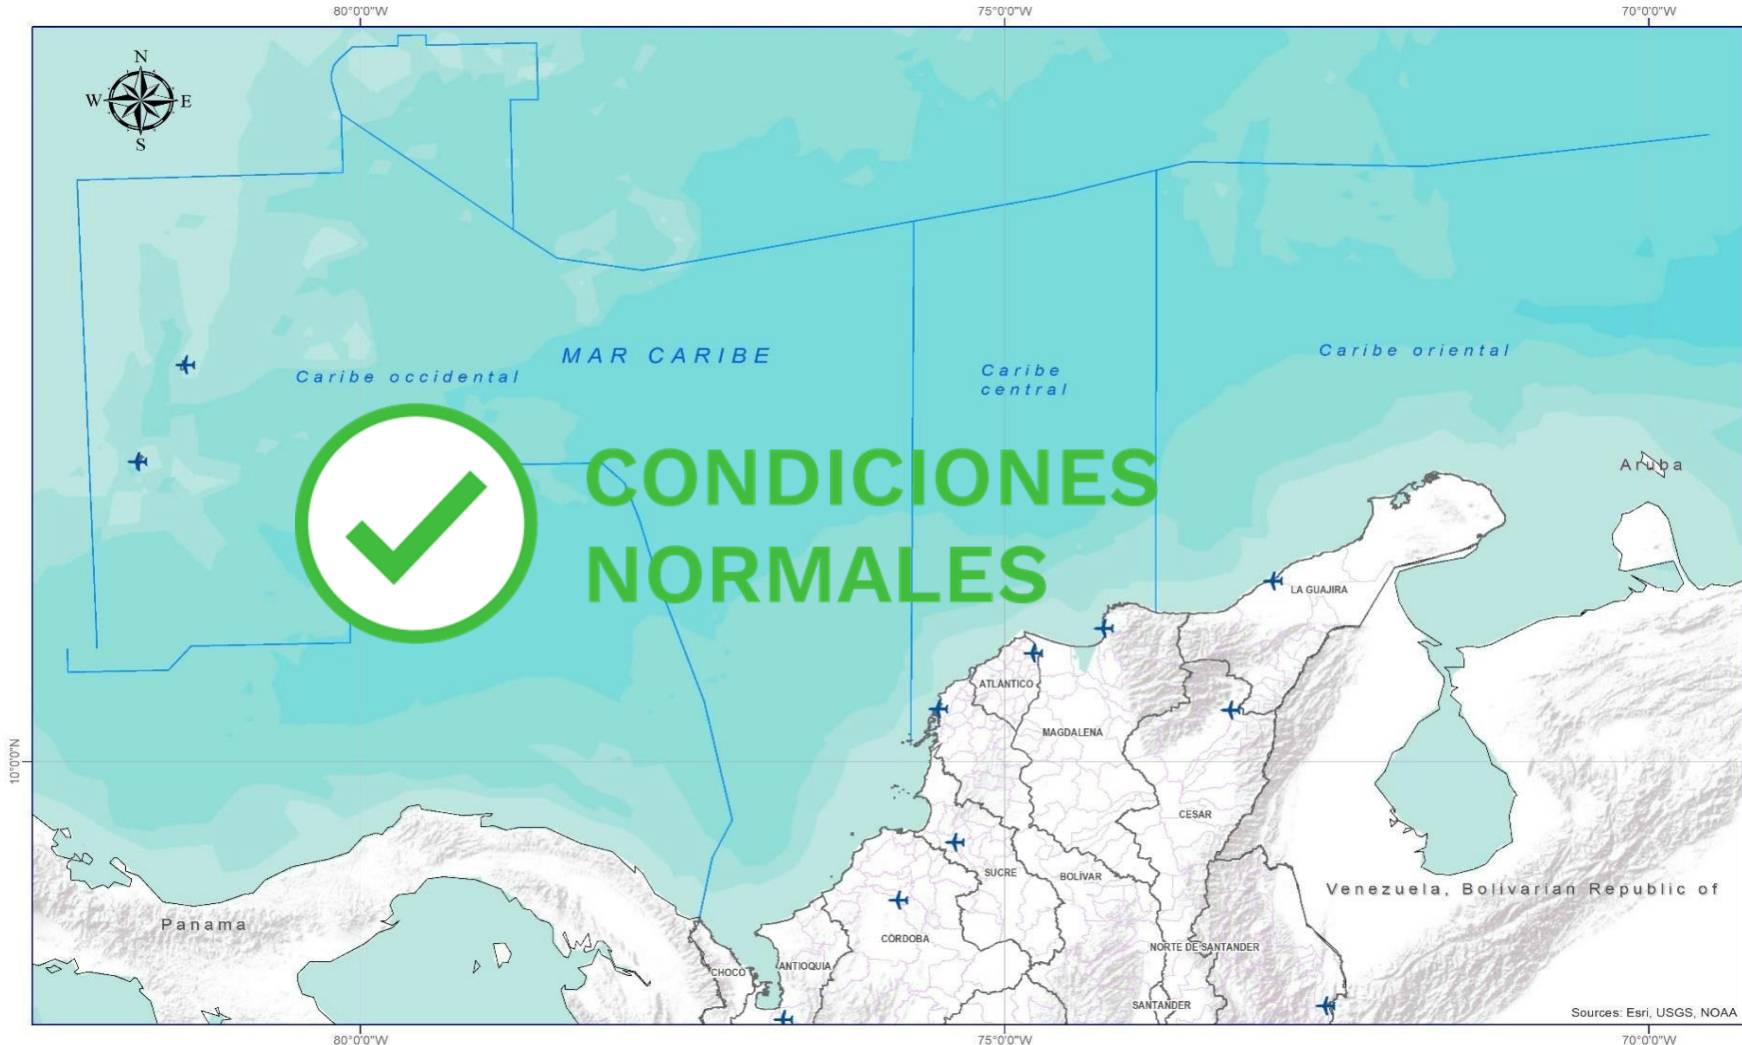 80°0'0"W
75°0'0"W
70°0'0"W
N
W
E
S
MAR CARIBE
Caribe occidental
Caribe
central
Caribe oriental
CONDICIONES
NORMALES
Aruba
LA GUAJIRA
ATLÁNTICO
MAGDALENA
10°0'0"N
CESAR
SUCRE
BOLÍVAR
Venezuela, Bolivarian Republic of
Panama
CÓRDOBA
NORTE DE SANTANDER
CHOCÓ
ANTIOQUIA
SANTANDER
Sources: Esri, USGS, NOAA
80°0'0"W
75°0'0"W
70°0'0"W